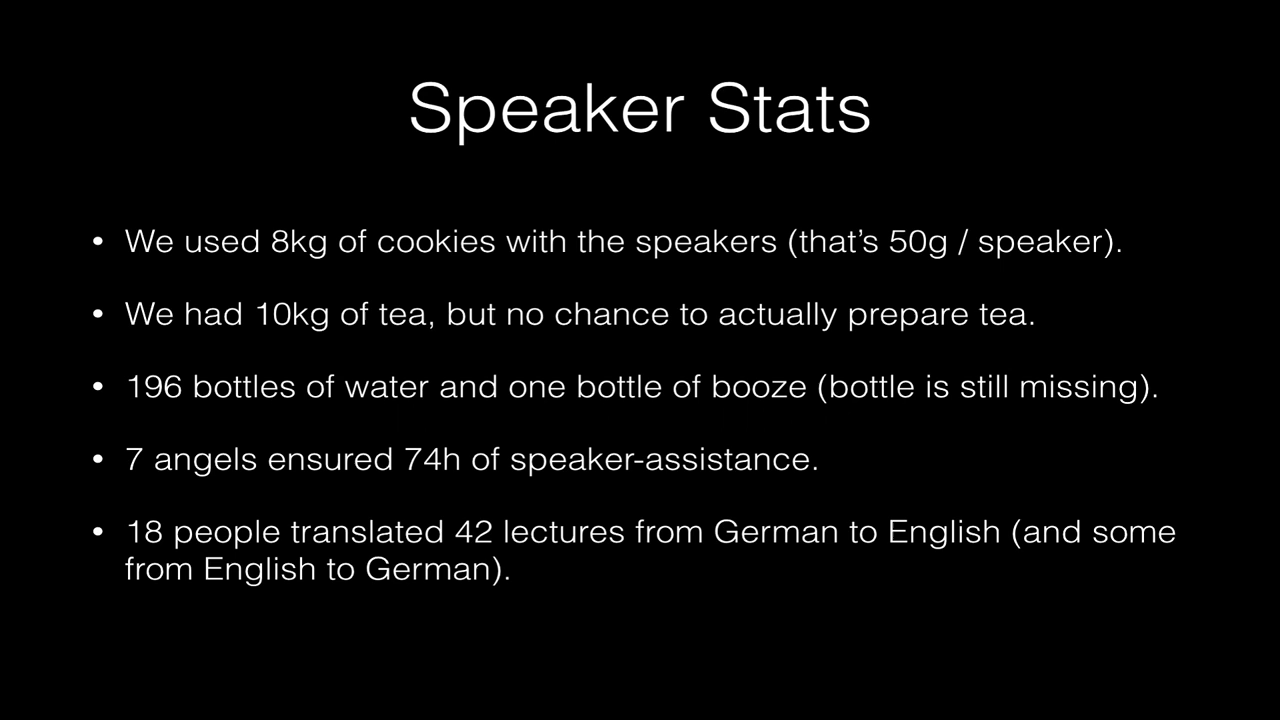 Speaker Stats
• We used 8kg of cookies with the speakers (that’s 50g / speaker).
• We had 10kg of tea, but no chance to actually prepare tea.
• 196 bottles of water and one bottle of booze (bottle is still missing).
• 7 angels ensured 74h of speaker-assistance.
• 18 people translated 42 lectures from German to English (and some
from English to German).